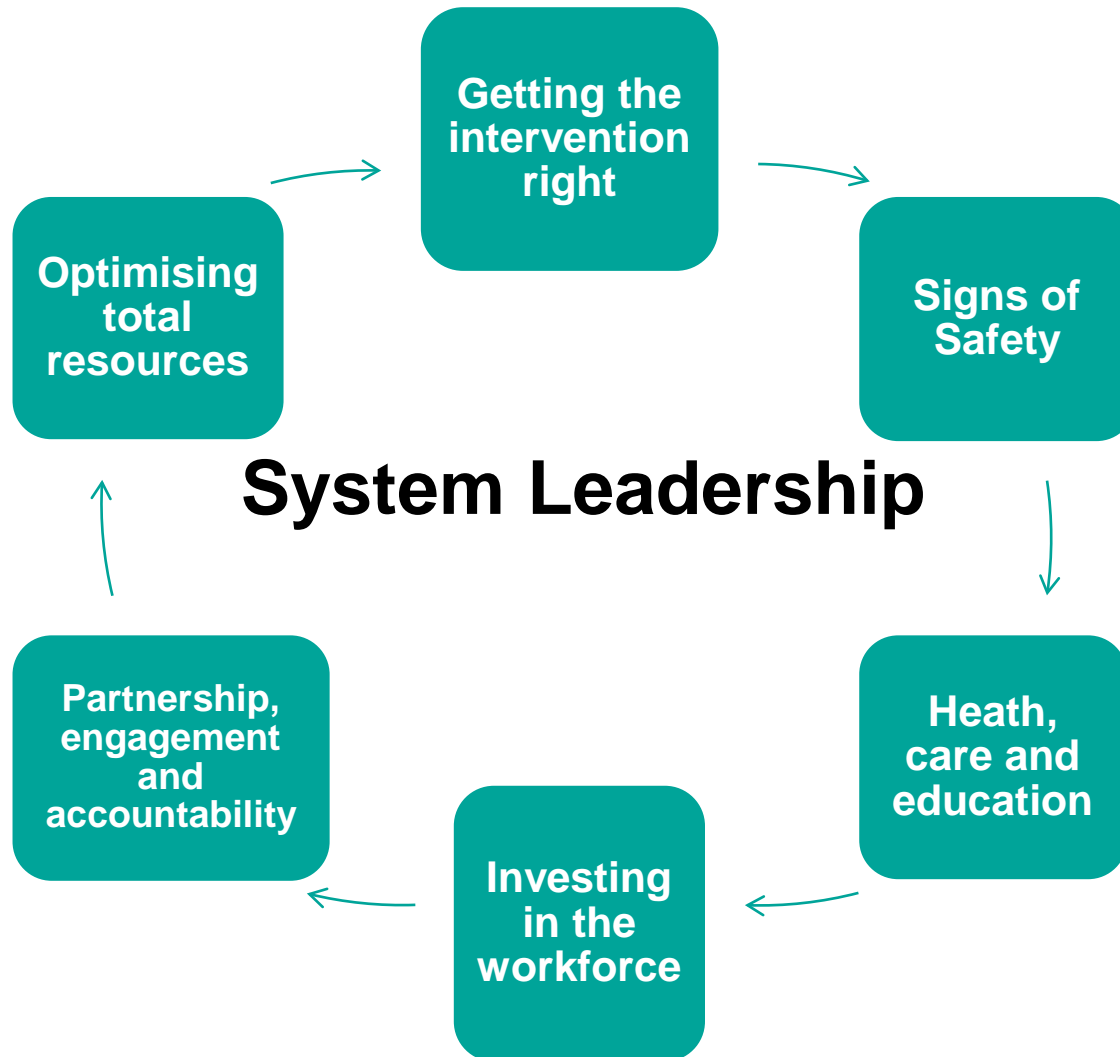 Getting the
intervention
right
Optimising
total
resources
Signs of
Safety
System Leadership
Partnership,
engagement
and
accountability
Heath,
care and
education
Investing
in the
workforce